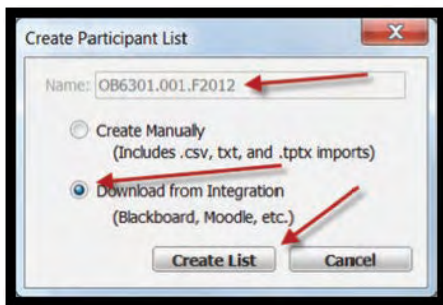 Create Participant List
Name: OB6301.001.F2012
Create Manually
(Includes .csv, txt, and .tptx imports)
Download from Integration
(Blackboard, Moodle, etc.)
Create List Cancel